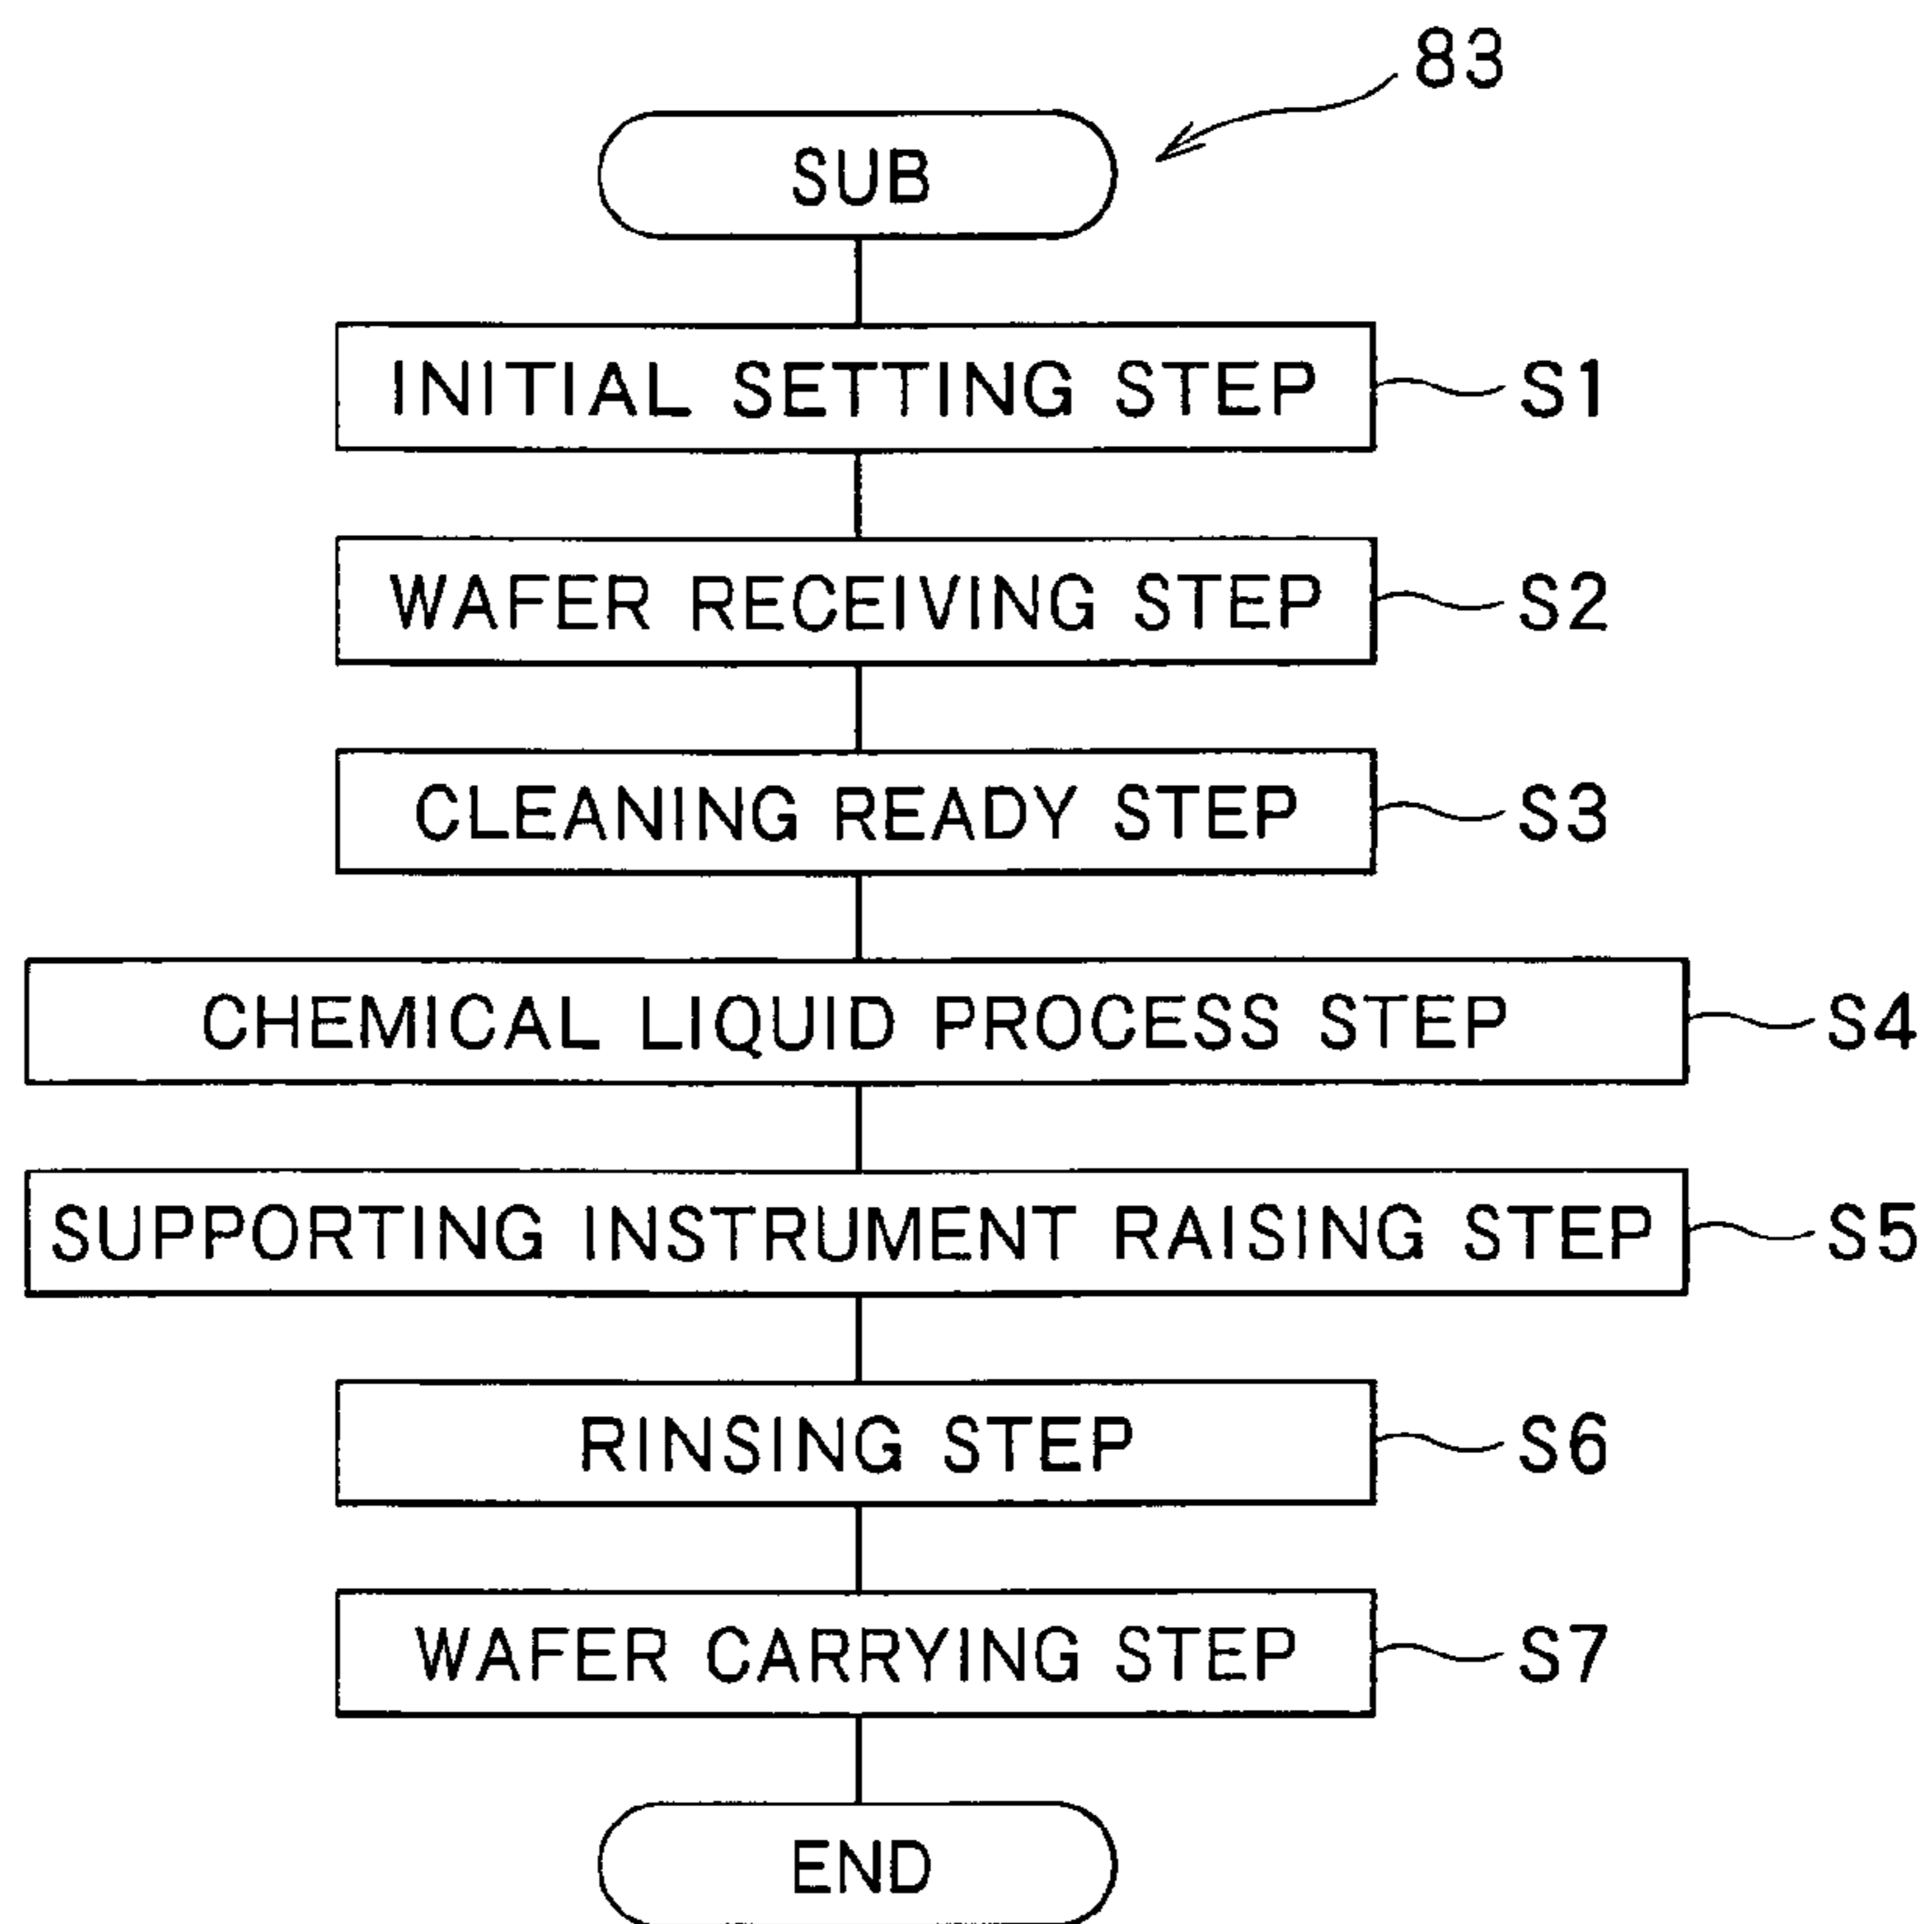 83
SUB
INITIAL SETTING STEP S1
WAFER RECEIVING STEP S2
CLEANING READY STEP S3
CHEMICAL LIQUID PROCESS STEP S4
SUPPORTING INSTRUMENT RAISING STEP S5
RINSING STEP S6
WAFER CARRYING STEP S7
END